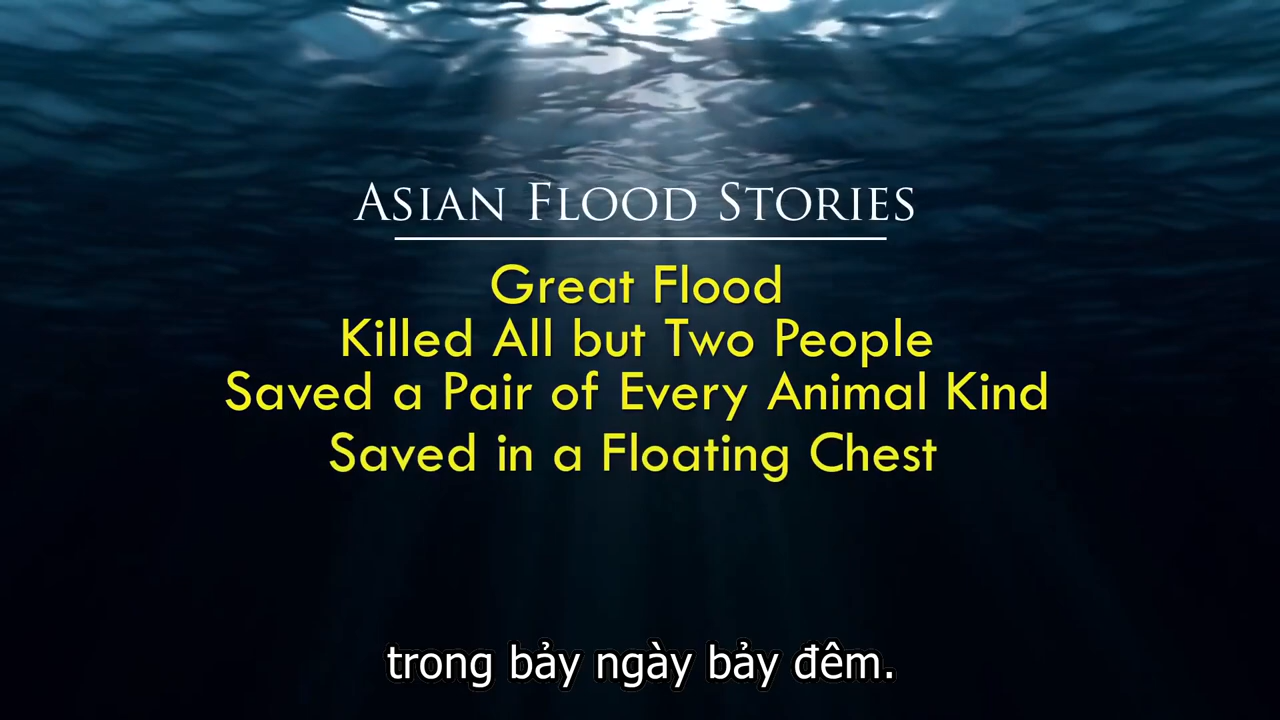 Asian Flood Stories
Great Flood
Killed All but Two People
Saved a Pair of Every Animal Kind
Saved in a Floating Chest
trong bảy ngày bảy đêm.